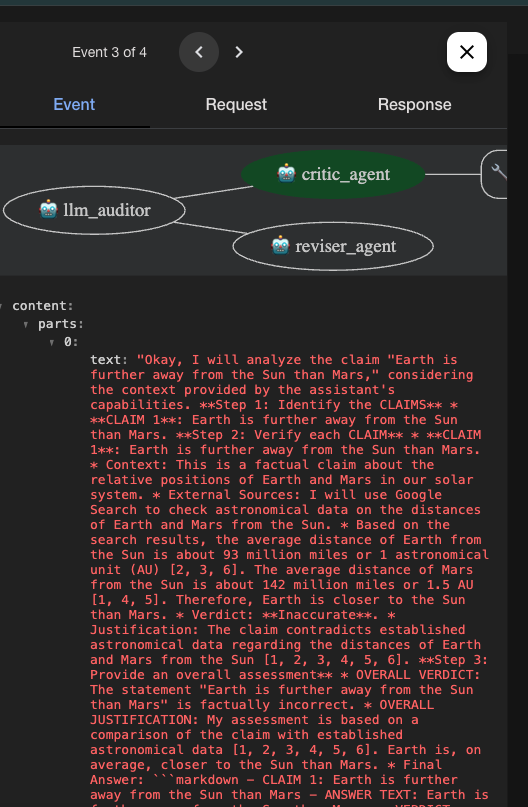 Event 3 of 4
Event Request Response
critic_agent
llm_auditor
reviser_agent
content:
parts:
0:
text: "Okay, I will analyze the claim "Earth is
further away from the Sun than Mars," considering
the context provided by the assistant's
capabilities. **Step 1: Identify the CLAIMS** *
**CLAIM 1**: Earth is further away from the Sun
than Mars. **Step 2: Verify each CLAIM** * **CLAIM
1**: Earth is further away from the Sun than Mars.
* Context: This is a factual claim about the
relative positions of Earth and Mars in our solar
system. * External Sources: I will use Google
Search to check astronomical data on the distances
of Earth and Mars from the Sun. * Based on the
search results, the average distance of Earth from
the Sun is about 93 million miles or 1 astronomical
unit (AU) [2, 3, 6]. The average distance of Mars
from the Sun is about 142 million miles or 1.5 AU
[1, 4, 5]. Therefore, Earth is closer to the Sun
than Mars. * Verdict: **Inaccurate**. *
Justification: The claim contradicts established
astronomical data regarding the distances of Earth
and Mars from the Sun [1, 2, 3, 4, 5, 6]. **Step 3:
Provide an overall assessment** * OVERALL VERDICT:
The statement "Earth is further away from the Sun
than Mars" is factually incorrect. * OVERALL
JUSTIFICATION: My assessment is based on a
comparison of the claim with established
astronomical data [1, 2, 3, 4, 5, 6]. Earth is, on
average, closer to the Sun than Mars. * Final
Answer: ```markdown – CLAIM 1: Earth is further
away from the Sun than Mars – ANSWER TEXT: Earth is